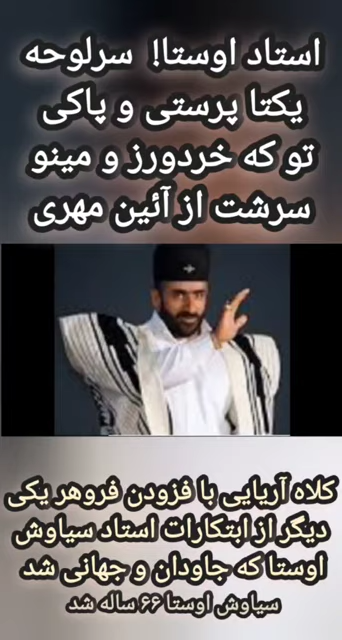 استاد اوستا! سرلوحه
یکتا پرستی و پاکی
تو که خردورز و مینو
سرشت از آئین مهری
کلاه آریایی با فزودن فروهر یکی
دیگر از ابتکارات استاد سیاوش
اوستا که جاودان و جهانی شد
سیاوش اوستا ۶۶ ساله شد